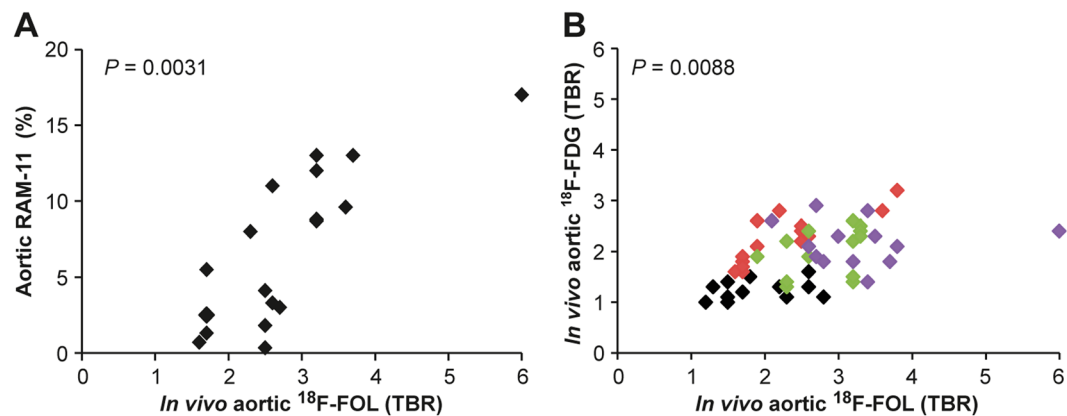 A
P = 0.0031
Aortic RAM-11 (%)
20
15
10
5
0
0 1 2 3 4 5 6
In vivo aortic ¹⁸F-FOL (TBR)
B
P = 0.0088
In vivo aortic ¹⁸F-FDG (TBR)
6
5
4
3
2
1
0
0 1 2 3 4 5 6
In vivo aortic ¹⁸F-FOL (TBR)